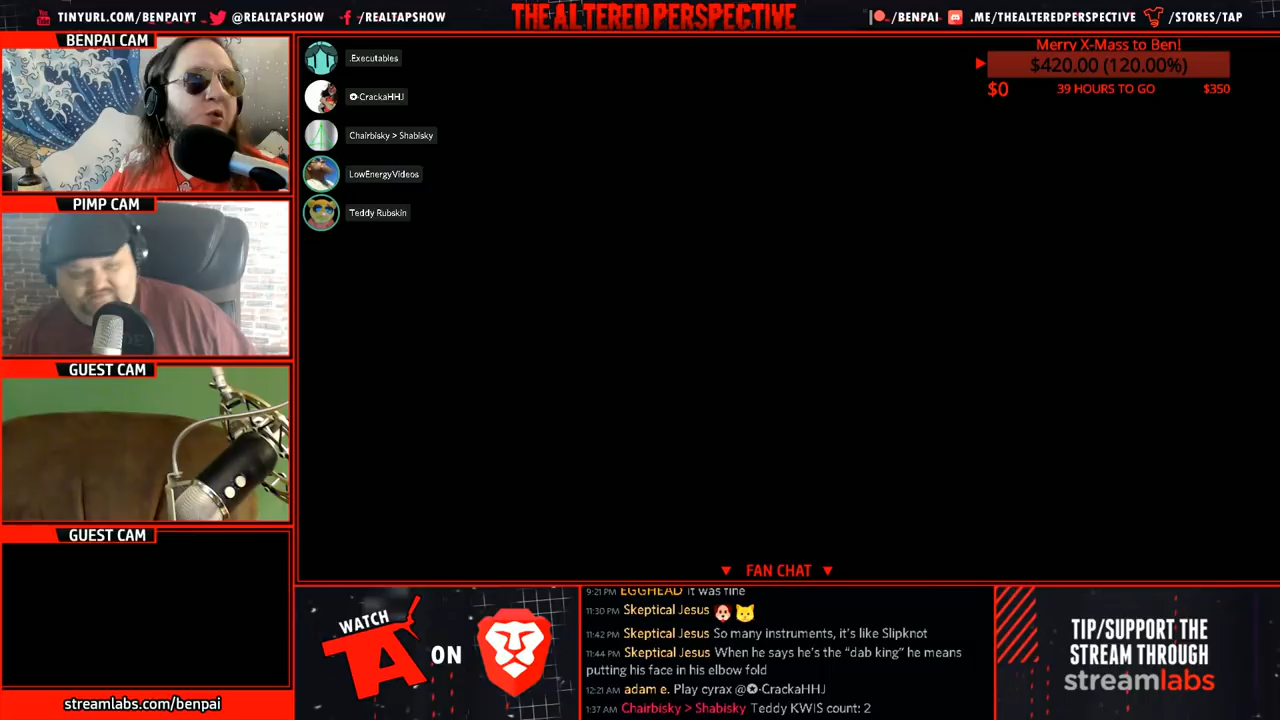 TINYURL.COM/BENPAIYT @REALTAPSHOW /REALTAPSHOW
THE ALTERED PERSPECTIVE
/BENPAI .ME/THEALTEREDPERSPECTIVE /STORES/TAP
BENPAI CAM
PIMP CAM
GUEST CAM
GUEST CAM
streamlabs.com/benpai
.Executables
✪·CrackaHHJ
Chairbisky > Shabisky
LowEnergyVideos
Teddy Rubskin
Merry X-Mass to Ben!
$420.00 (120.00%)
$0 39 HOURS TO GO $350
▼ FAN CHAT ▼
WATCH
TA ON
9:21 PM EGGHEAD It was fine
11:30 PM Skeptical Jesus 🐶 🐱
11:42 PM Skeptical Jesus So many instruments, it's like Slipknot
11:44 PM Skeptical Jesus When he says he's the “dab king” he means
putting his face in his elbow fold
12:21 AM adam e. Play cyrax @✪·CrackaHHJ
1:37 AM Chairbisky > Shabisky Teddy KWIS count: 2
TIP/SUPPORT THE
STREAM THROUGH
streamlabs